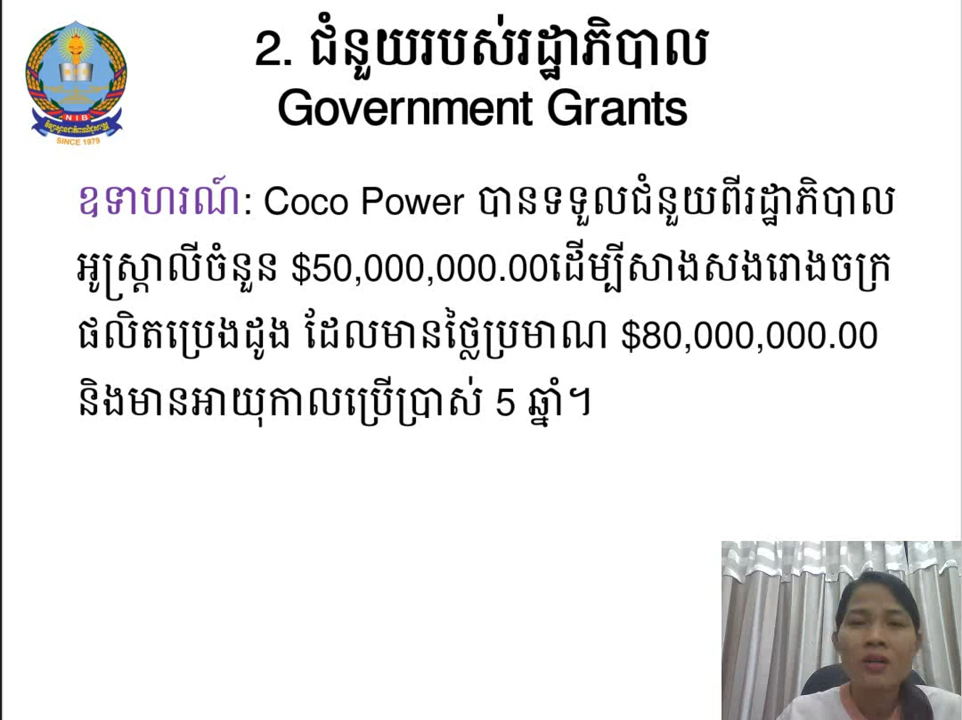 2. ជំនួយរបស់រដ្ឋាភិបាល
Government Grants
ឧទាហរណ៍: Coco Power បានទទួលជំនួយពីរដ្ឋាភិបាល
អូស្ត្រាលីចំនួន $50,000,000.00ដើម្បីសាងសងរោងចក្រ
ផលិតប្រេងដូង ដែលមានថ្លៃប្រមាណ $80,000,000.00
និងមានអាយុកាលប្រើប្រាស់ 5 ឆ្នាំ។
NIB
SINCE 1979